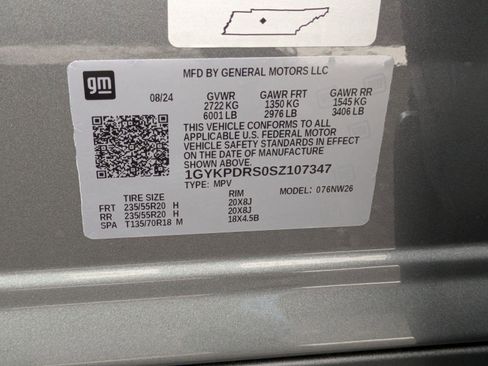 gm
MFD BY GENERAL MOTORS LLC
08/24 GVWR GAWR FRT GAWR RR
2722 KG 1350 KG 1545 KG
6001 LB 2976 LB 3406 LB
THIS VEHICLE CONFORMS TO ALL
APPLICABLE U.S. FEDERAL MOTOR
VEHICLE SAFETY STANDARDS IN EFFECT
ON THE DATE OF MANUFACTURE
SHOWN ABOVE.
1GYKPDRS0SZ107347
TYPE: MPV MODEL: 076NW26
TIRE SIZE RIM
FRT 235/55R20 H 20X8J
RR 235/55R20 H 20X8J
SPA T135/70R18 M 18X4.5B